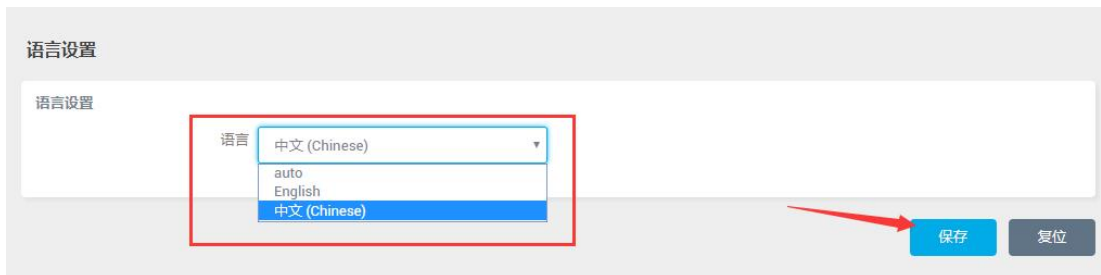 语言设置
语言设置
语言 中文 (Chinese)
auto
English
中文 (Chinese)
保存 复位